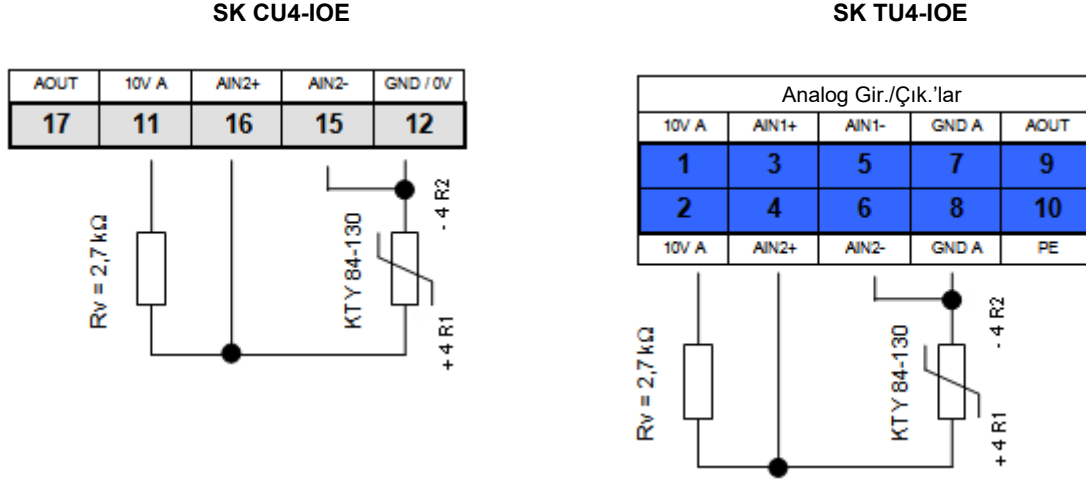 SK CU4-IOE
AOUT 10V A AIN2+ AIN2- GND / 0V
17 11 16 15 12
Rv = 2,7 kΩ
KTY 84-130
- 4 R2
+ 4 R1
SK TU4-IOE
Analog Gir./Çık.’lar
10V A AIN1+ AIN1- GND A AOUT
1 3 5 7 9
2 4 6 8 10
10V A AIN2+ AIN2- GND A PE
Rv = 2,7 kΩ
KTY 84-130
- 4 R2
+ 4 R1